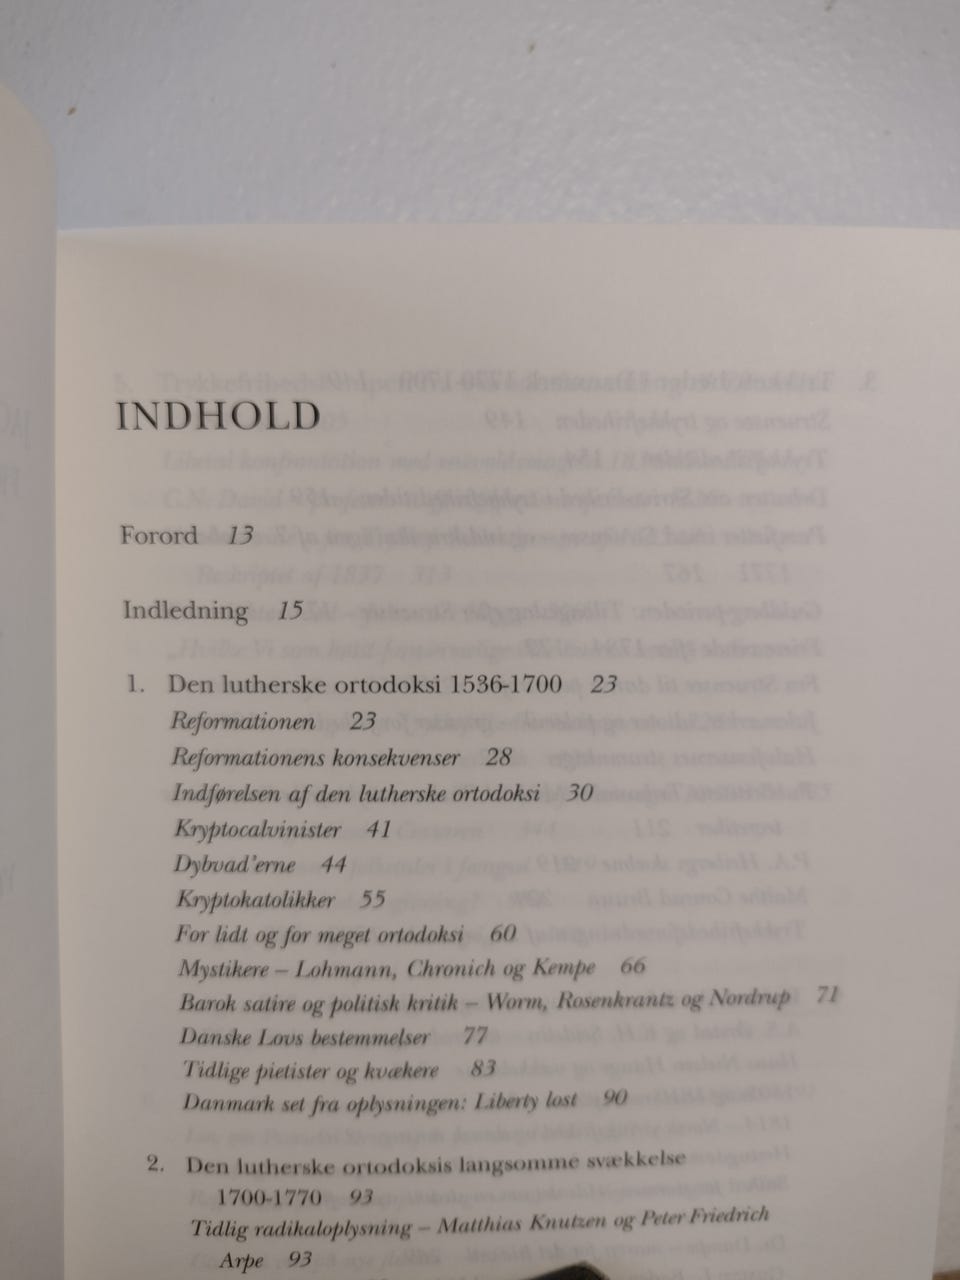 INDHOLD
Forord 13
Indledning 15
1. Den lutherske ortodoksi 1536-1700 23
Reformationen 23
Reformationens konsekvenser 28
Indførelsen af den lutherske ortodoksi 30
Kryptocalvinister 41
Dybvad’erne 44
Kryptokatolikker 55
For lidt og for meget ortodoksi 60
Mystikere – Lohmann, Chronich og Kempe 66
Barok satire og politisk kritik – Worm, Rosenkrantz og Nordrup 71
Danske Lovs bestemmelser 77
Tidlige pietister og kvækere 83
Danmark set fra oplysningen: Liberty lost 90
2. Den lutherske ortodoksis langsomme svækkelse
1700-1770 93
Tidlig radikaloplysning – Matthias Knutzen og Peter Friedrich
Arpe 93